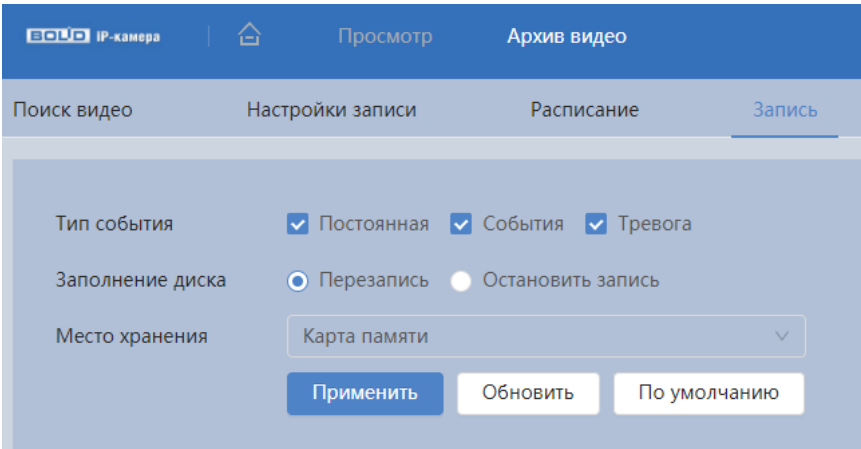 BOLID IP-камера Просмотр Архив видео
Поиск видео Настройки записи Расписание Запись
Тип события Постоянная События Тревога
Заполнение диска Перезапись Остановить запись
Место хранения Карта памяти
Применить Обновить По умолчанию